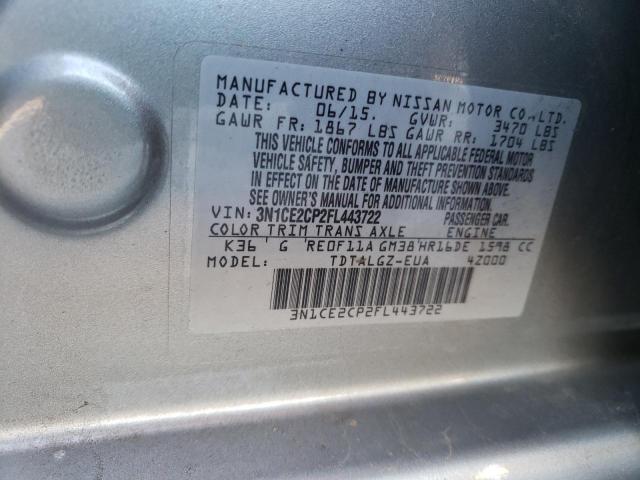 MANUFACTURED BY NISSAN MOTOR CO.,LTD.
DATE: 06/15. GVWR: 3470 LBS
GAWR FR: 1867 LBS GAWR RR: 1704 LBS
THIS VEHICLE CONFORMS TO ALL APPLICABLE FEDERAL MOTOR
VEHICLE SAFETY, BUMPER AND THEFT PREVENTION STANDARDS
IN EFFECT ON THE DATE OF MANUFACTURE SHOWN ABOVE.
SEE OWNER'S MANUAL FOR ADDITIONAL INFORMATION.
VIN: 3N1CE2CP2FL443722 PASSENGER CAR.
COLOR TRIM TRANS AXLE ENGINE
K36 G RE0F11A GM38 HR16DE 1598 CC
MODEL: TDTALGZ-EUA 4Z000
3N1CE2CP2FL443722